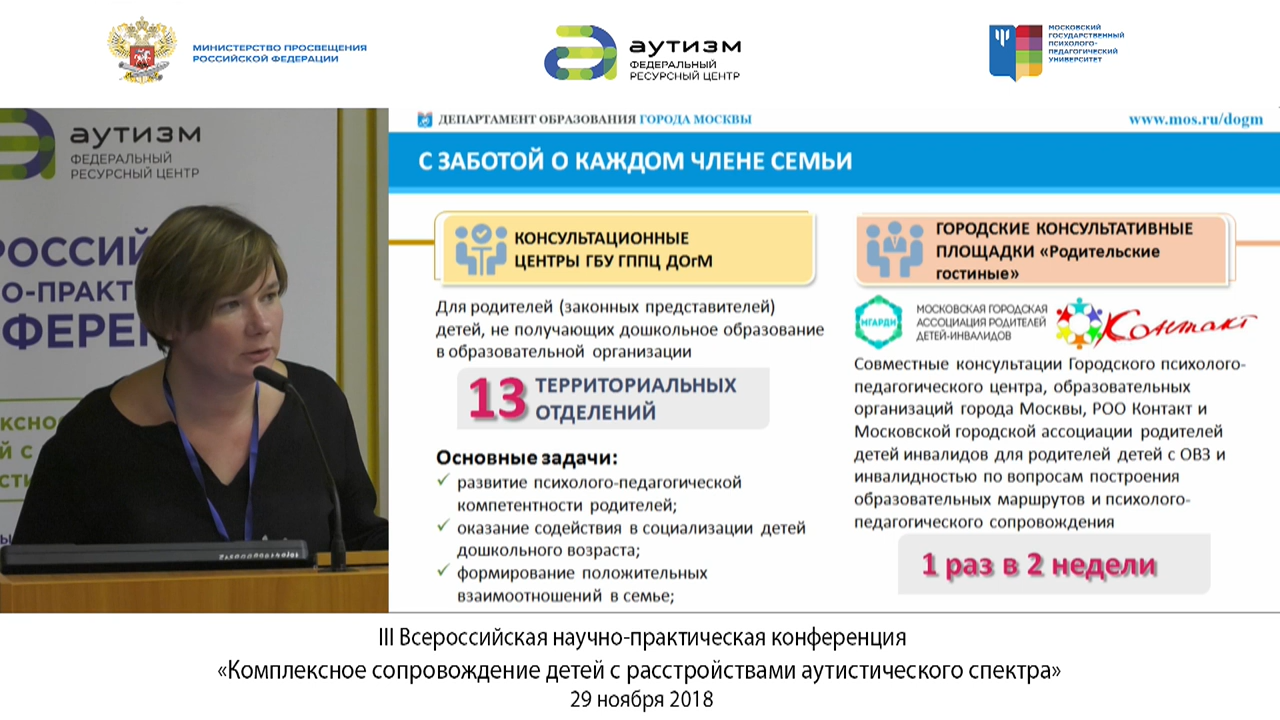 МИНИСТЕРСТВО ПРОСВЕЩЕНИЯ
РОССИЙСКОЙ ФЕДЕРАЦИИ
аутизм
ФЕДЕРАЛЬНЫЙ
РЕСУРСНЫЙ ЦЕНТР
МОСКОВСКИЙ
ГОСУДАРСТВЕННЫЙ
ПСИХОЛОГО-
ПЕДАГОГИЧЕСКИЙ
УНИВЕРСИТЕТ
аутизм
ФЕДЕРАЛЬНЫЙ
РЕСУРСНЫЙ ЦЕНТР
ДЕПАРТАМЕНТ ОБРАЗОВАНИЯ ГОРОДА МОСКВЫ
www.mos.ru/dogm
С ЗАБОТОЙ О КАЖДОМ ЧЛЕНЕ СЕМЬИ
КОНСУЛЬТАЦИОННЫЕ
ЦЕНТРЫ ГБУ ГППЦ ДОгМ
Для родителей (законных представителей)
детей, не получающих дошкольное образование
в образовательной организации
13 ТЕРРИТОРИАЛЬНЫХ
ОТДЕЛЕНИЙ
Основные задачи:
развитие психолого-педагогической
компетентности родителей;
оказание содействия в социализации детей
дошкольного возраста;
формирование положительных
взаимоотношений в семье;
ГОРОДСКИЕ КОНСУЛЬТАТИВНЫЕ
ПЛОЩАДКИ «Родительские
гостиные»
МГАРДИ
МОСКОВСКАЯ ГОРОДСКАЯ
АССОЦИАЦИЯ РОДИТЕЛЕЙ
ДЕТЕЙ-ИНВАЛИДОВ
Контакт
Совместные консультации Городского психолого-
педагогического центра, образовательных
организаций города Москвы, РОО Контакт и
Московской городской ассоциации родителей
детей инвалидов для родителей детей с ОВЗ и
инвалидностью по вопросам построения
образовательных маршрутов и психолого-
педагогического сопровождения
1 раз в 2 недели
III Всероссийская научно-практическая конференция
«Комплексное сопровождение детей с расстройствами аутистического спектра»
29 ноября 2018